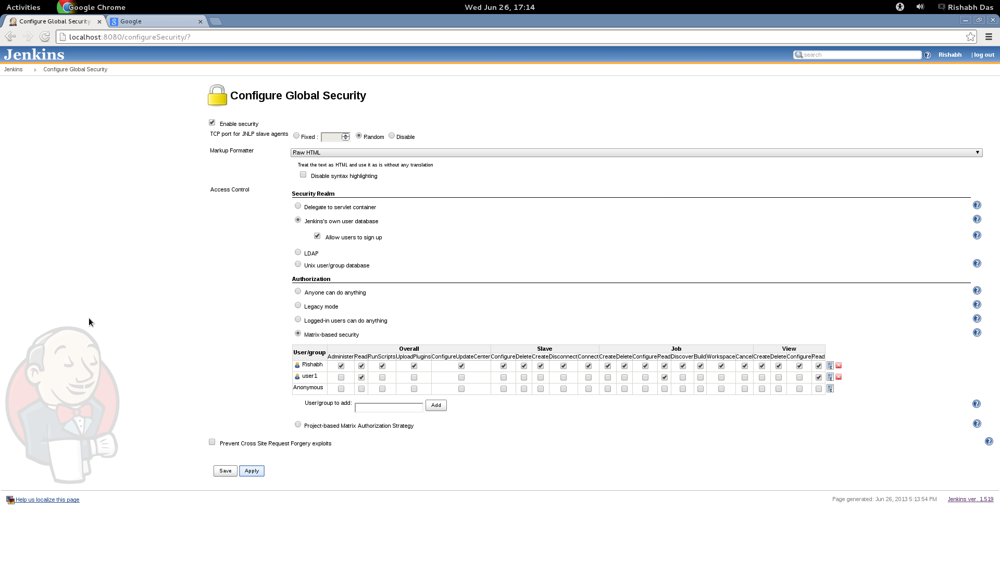 Activities Google Chrome Wed Jun 26, 17:14 Rishabh Das
Configure Global Security Google
localhost:8080/configureSecurity/?
Jenkins search Rishabh | log out
Jenkins Configure Global Security
Configure Global Security
Enable security
TCP port for JNLP slave agents Fixed : Random Disable
Markup Formatter Raw HTML
Treat the text as HTML and use it as is without any translation
Disable syntax highlighting
Access Control
Security Realm
Delegate to servlet container
Jenkins's own user database
Allow users to sign up
LDAP
Unix user/group database
Authorization
Anyone can do anything
Legacy mode
Logged-in users can do anything
Matrix-based security
User/group Overall Slave Job View
Administer Read RunScripts UploadPlugins ConfigureUpdateCenter Configure Delete Create Disconnect Connect Create Delete Configure Read Discover Build Workspace Cancel Create Delete Configure Read
Rishabh
user1
Anonymous
User/group to add: Add
Project-based Matrix Authorization Strategy
Prevent Cross Site Request Forgery exploits
Save Apply
Help us localize this page Page generated: Jun 26, 2013 5:13:54 PM Jenkins ver. 1.519